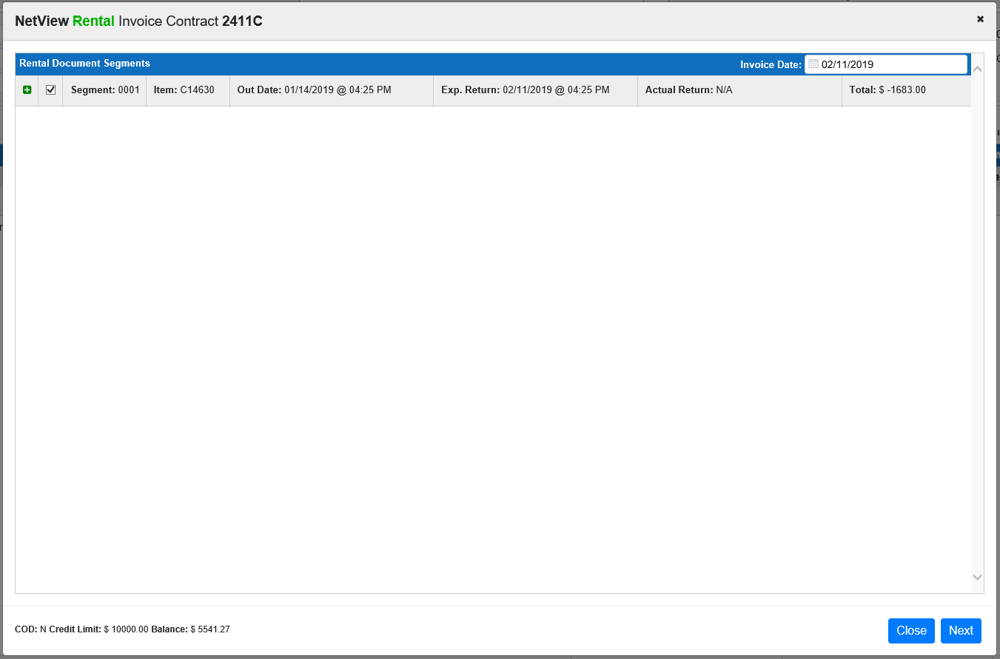 NetView Rental Invoice Contract 2411C
Rental Document Segments Invoice Date: 02/11/2019
Segment: 0001 Item: C14630 Out Date: 01/14/2019 @ 04:25 PM Exp. Return: 02/11/2019 @ 04:25 PM Actual Return: N/A Total: $ -1683.00
COD: N Credit Limit: $ 10000.00 Balance: $ 5541.27
Close Next